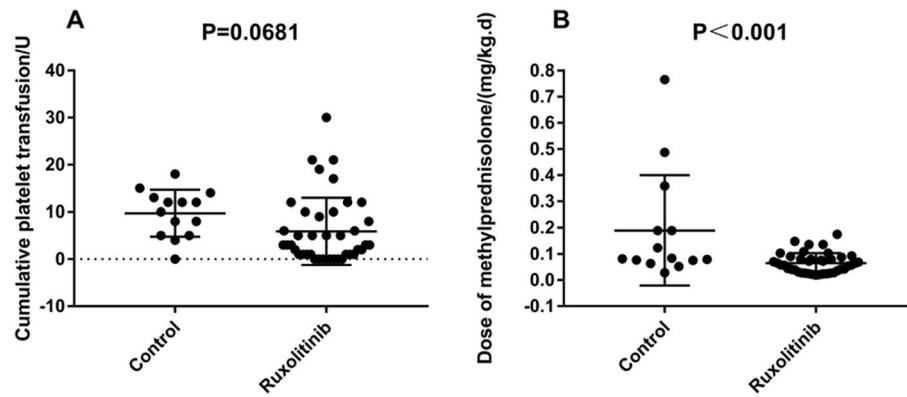 A
P=0.0681
Cumulative platelet transfusion/U
40
30
20
10
0
-10
Control
Ruxolitinib
B
P<0.001
Dose of methylprednisolone/(mg/kg.d)
0.8
0.7
0.6
0.5
0.4
0.3
0.2
0.1
0.0
-0.1
Control
Ruxolitinib